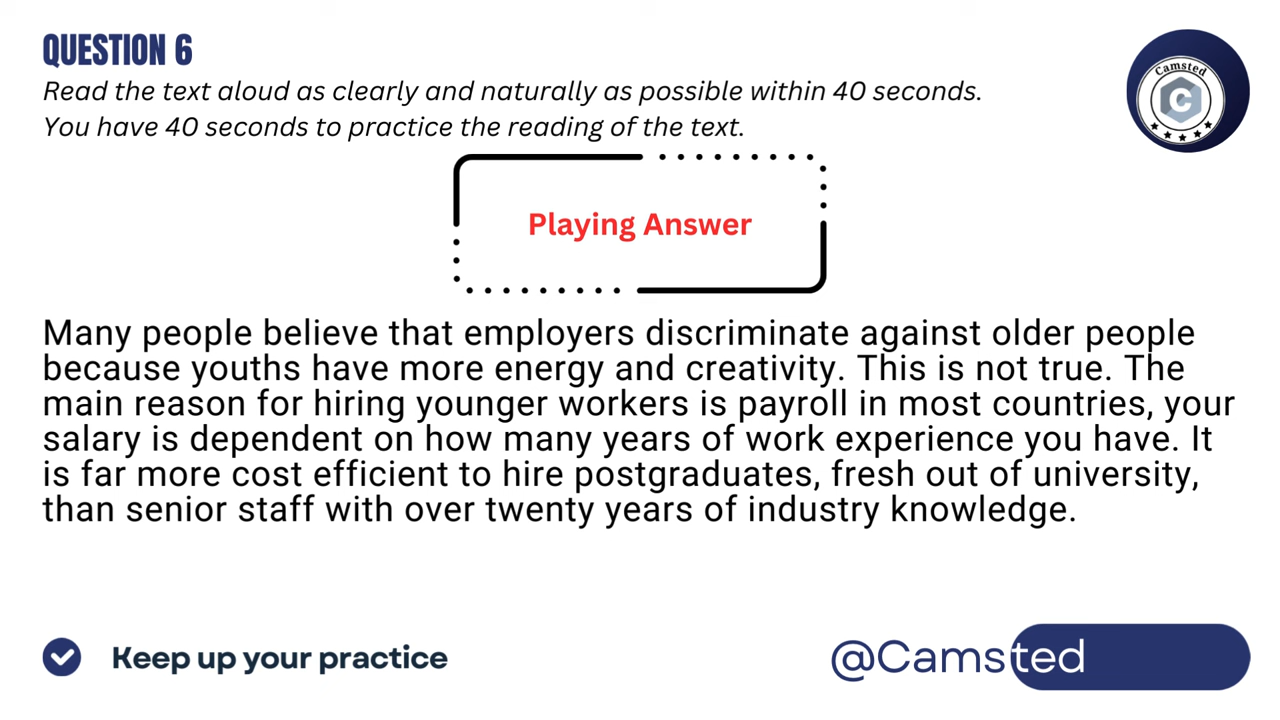 QUESTION 6
Read the text aloud as clearly and naturally as possible within 40 seconds.
You have 40 seconds to practice the reading of the text.
Camsted
C
Playing Answer
Many people believe that employers discriminate against older people
because youths have more energy and creativity. This is not true. The
main reason for hiring younger workers is payroll in most countries, your
salary is dependent on how many years of work experience you have. It
is far more cost efficient to hire postgraduates, fresh out of university,
than senior staff with over twenty years of industry knowledge.
Keep up your practice
@Camsted